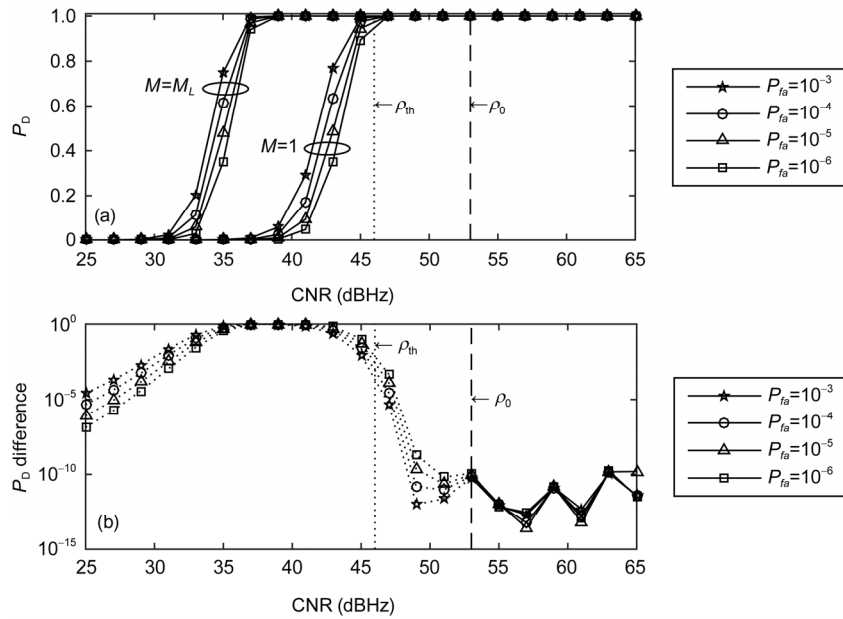 1.0
0.8
0.6
0.4
0.2
0
P_D
M=M_L
M=1
←ρ_th
←ρ_0
(a)
25 30 35 40 45 50 55 60 65
CNR (dBHz)
P_fa=10⁻³
P_fa=10⁻⁴
P_fa=10⁻⁵
P_fa=10⁻⁶
10⁰
10⁻⁵
10⁻¹⁰
10⁻¹⁵
P_D difference
← ρ_th
← ρ_0
(b)
25 30 35 40 45 50 55 60 65
CNR (dBHz)
P_fa=10⁻³
P_fa=10⁻⁴
P_fa=10⁻⁵
P_fa=10⁻⁶